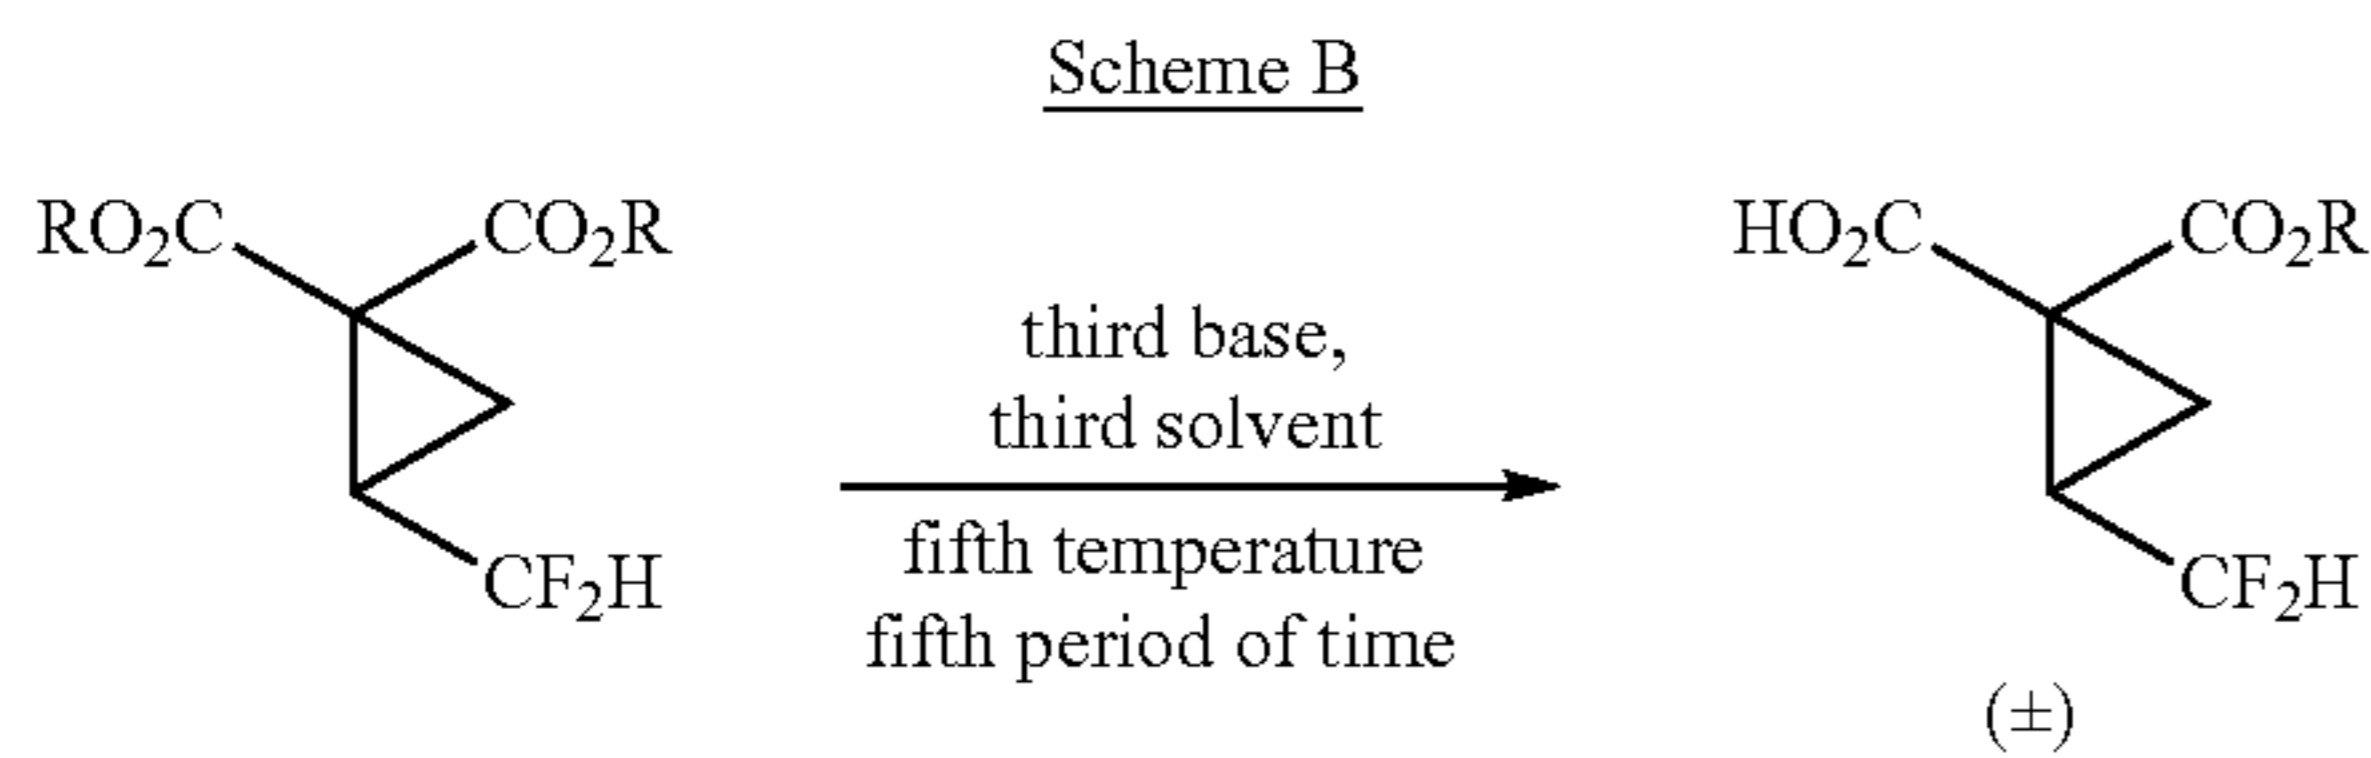 Scheme B
RO₂C CO₂R HO₂C CO₂R
third base,
third solvent
fifth temperature
fifth period of time
CF₂H CF₂H
(±)